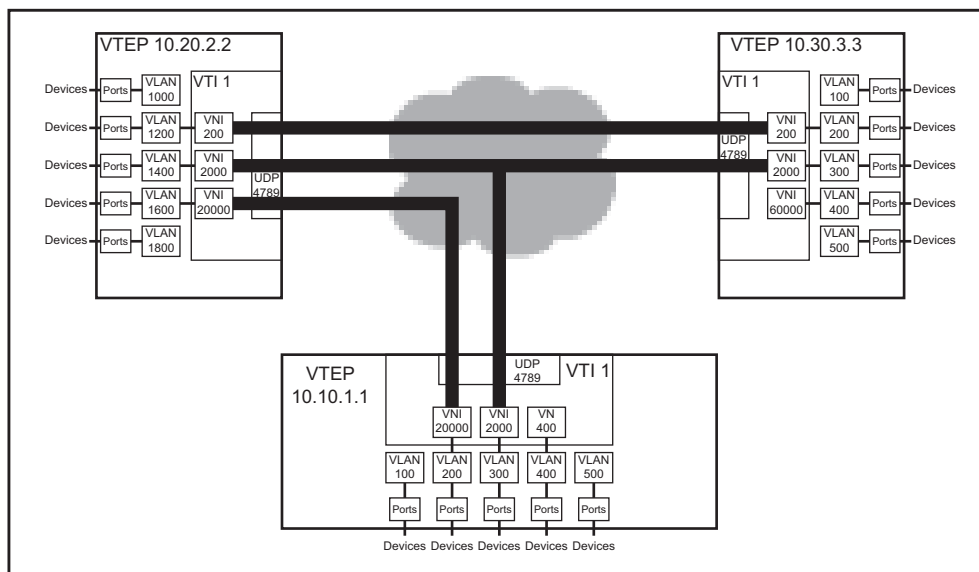 VTEP 10.20.2.2
VTI 1
Devices Ports VLAN 1000
Devices Ports VLAN 1200 VNI 200
Devices Ports VLAN 1400 VNI 2000
UDP 4789
Devices Ports VLAN 1600 VNI 20000
Devices Ports VLAN 1800
VTEP 10.30.3.3
VTI 1
VLAN 100 Ports Devices
VNI 200 VLAN 200 Ports Devices
UDP 4789
VNI 2000 VLAN 300 Ports Devices
VNI 60000 VLAN 400 Ports Devices
VLAN 500 Ports Devices
VTEP
10.10.1.1
UDP
4789
VTI 1
VNI 20000 VNI 2000 VN 400
VLAN 100 VLAN 200 VLAN 300 VLAN 400 VLAN 500
Ports Ports Ports Ports Ports
Devices Devices Devices Devices Devices